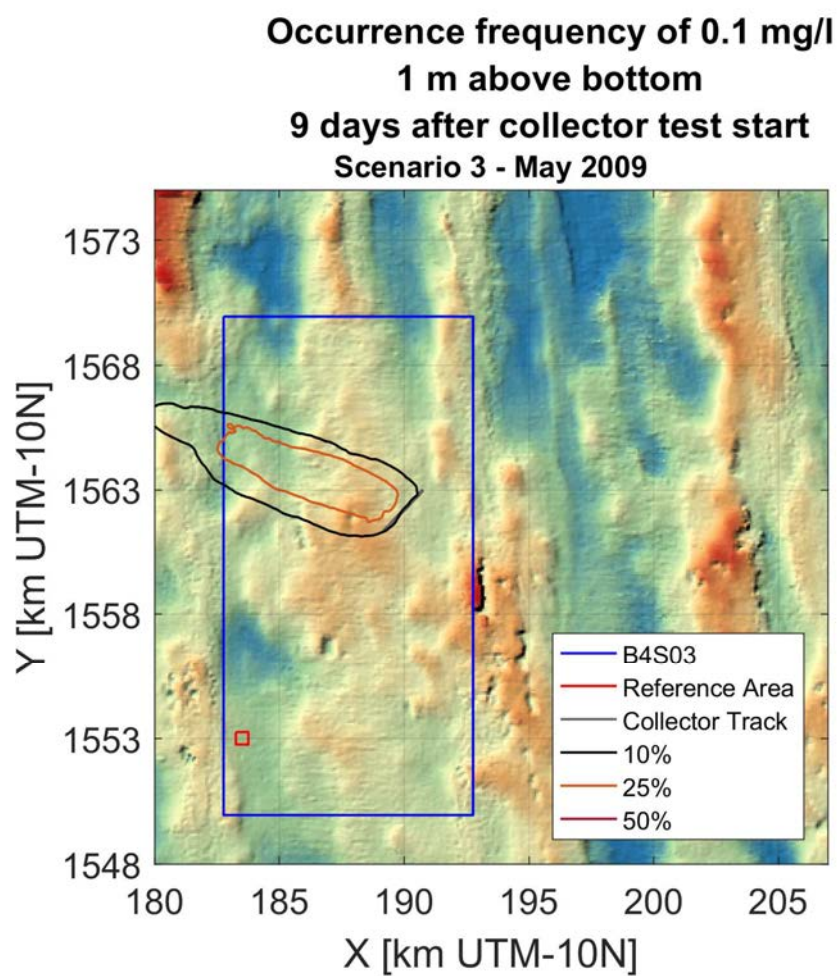 Occurrence frequency of 0.1 mg/l
1 m above bottom
9 days after collector test start
Scenario 3 - May 2009
Y [km UTM-10N]
1573
1568
1563
1558
1553
1548
B4S03
Reference Area
Collector Track
10%
25%
50%
180
185
190
195
200
205
X [km UTM-10N]